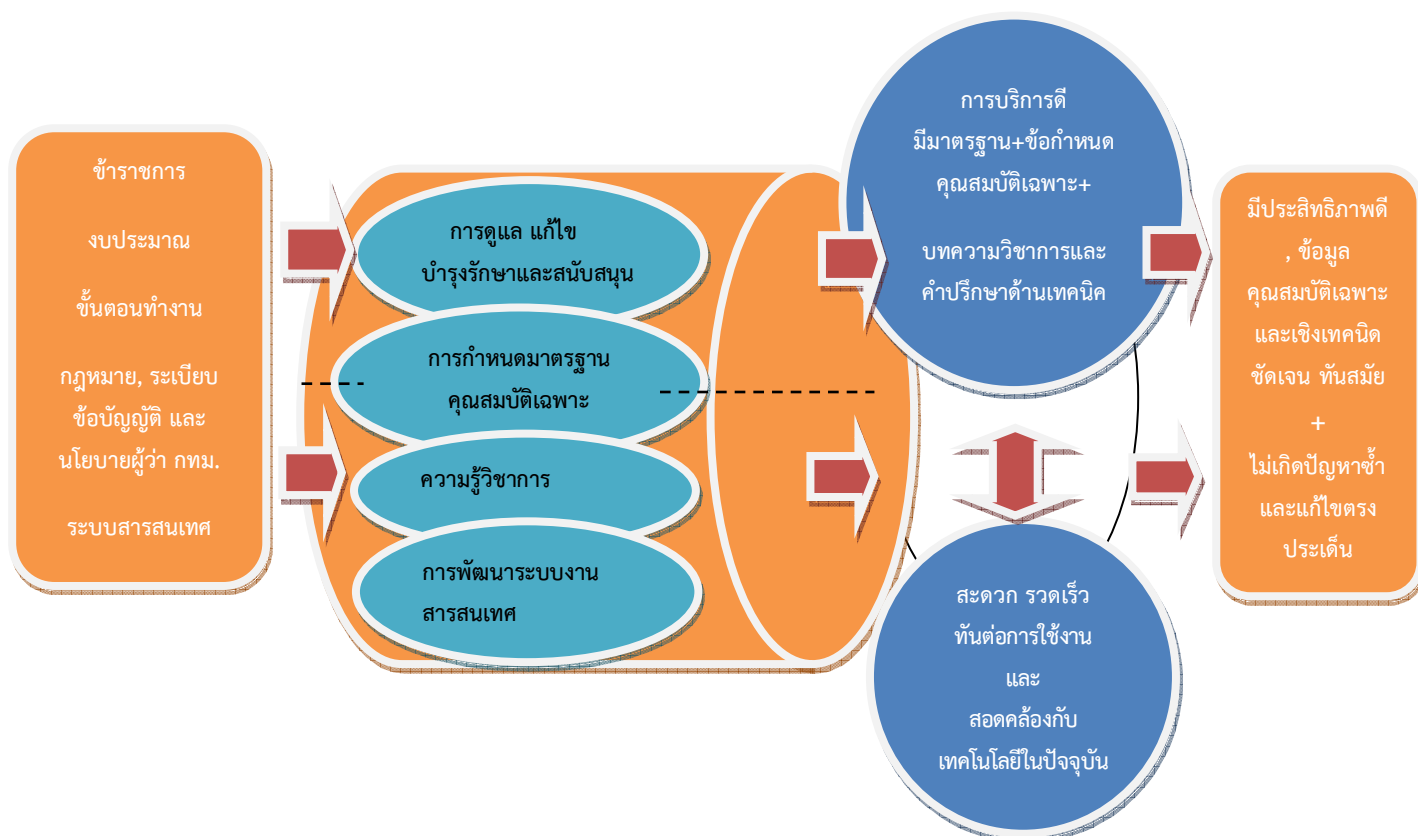 ข้าราชการ
งบประมาณ
ขั้นตอนทำงาน
กฎหมาย, ระเบียบ
ข้อบัญญัติ และ
นโยบายผู้ว่า กทม.
ระบบสารสนเทศ
การดูแล แก้ไข
บำรุงรักษาและสนับสนุน
การกำหนดมาตรฐาน
คุณสมบัติเฉพาะ
ความรู้วิชาการ
การพัฒนาระบบงาน
สารสนเทศ
การบริการดี
มีมาตรฐาน+ข้อกำหนด
คุณสมบัติเฉพาะ+
บทความวิชาการและ
คำปรึกษาด้านเทคนิค
สะดวก รวดเร็ว
ทันต่อการใช้งาน
และ
สอดคล้องกับ
เทคโนโลยีในปัจจุบัน
มีประสิทธิภาพดี
, ข้อมูล
คุณสมบัติเฉพาะ
และเชิงเทคนิด
ชัดเจน ทันสมัย
+
ไม่เกิดปัญหาซ้ำ
และแก้ไขตรง
ประเด็น